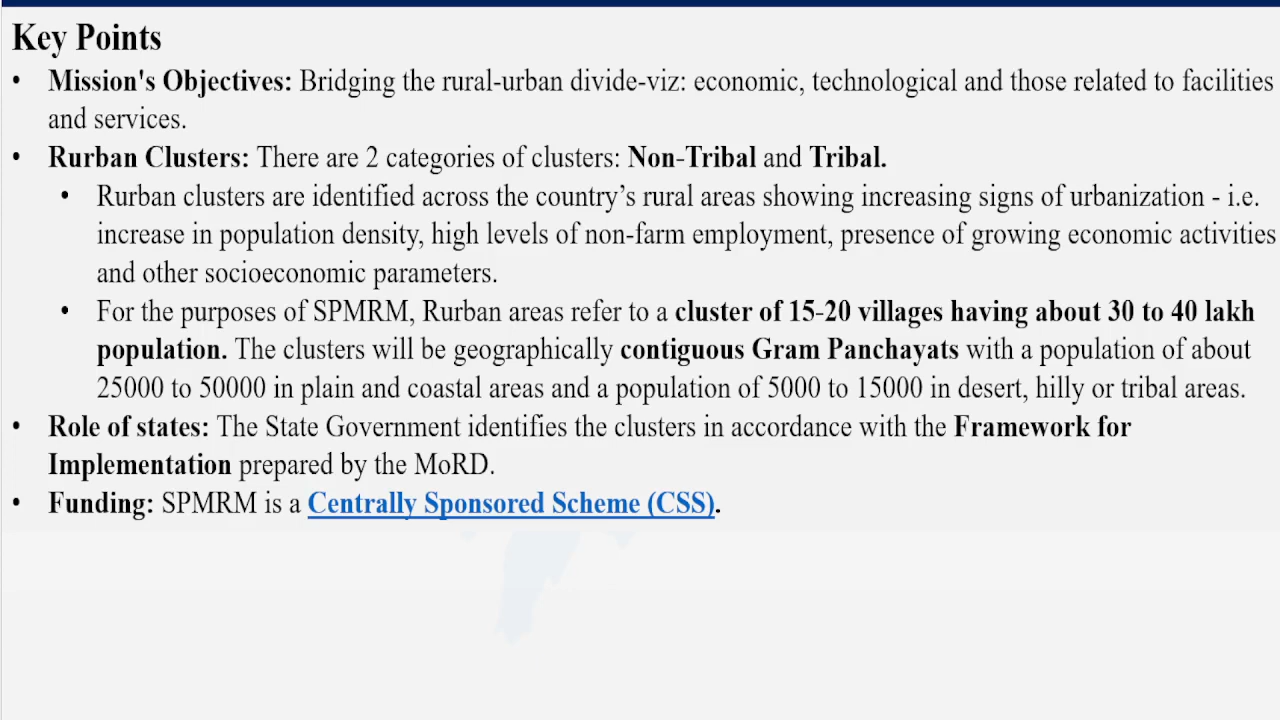 Key Points
• Mission's Objectives: Bridging the rural-urban divide-viz: economic, technological and those related to facilities
and services.
• Rurban Clusters: There are 2 categories of clusters: Non-Tribal and Tribal.
• Rurban clusters are identified across the country’s rural areas showing increasing signs of urbanization - i.e.
increase in population density, high levels of non-farm employment, presence of growing economic activities
and other socioeconomic parameters.
• For the purposes of SPMRM, Rurban areas refer to a cluster of 15-20 villages having about 30 to 40 lakh
population. The clusters will be geographically contiguous Gram Panchayats with a population of about
25000 to 50000 in plain and coastal areas and a population of 5000 to 15000 in desert, hilly or tribal areas.
• Role of states: The State Government identifies the clusters in accordance with the Framework for
Implementation prepared by the MoRD.
• Funding: SPMRM is a Centrally Sponsored Scheme (CSS).